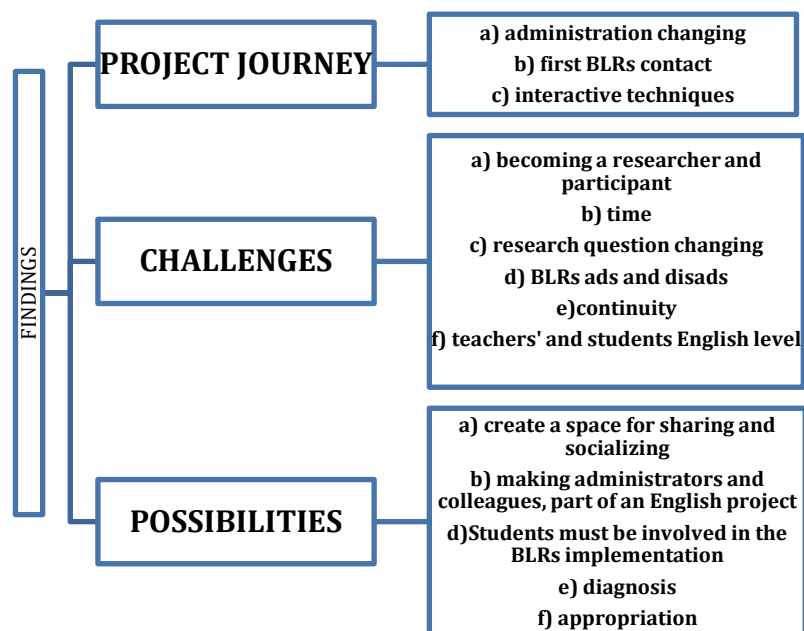 FINDINGS
PROJECT JOURNEY
a) administration changing
b) first BLRs contact
c) interactive techniques
CHALLENGES
a) becoming a researcher and
participant
b) time
c) research question changing
d) BLRs ads and disads
e)continuity
f) teachers' and students English level
POSSIBILITIES
a) create a space for sharing and
socializing
b) making administrators and
colleagues, part of an English project
d)Students must be involved in the
BLRs implementation
e) diagnosis
f) appropriation